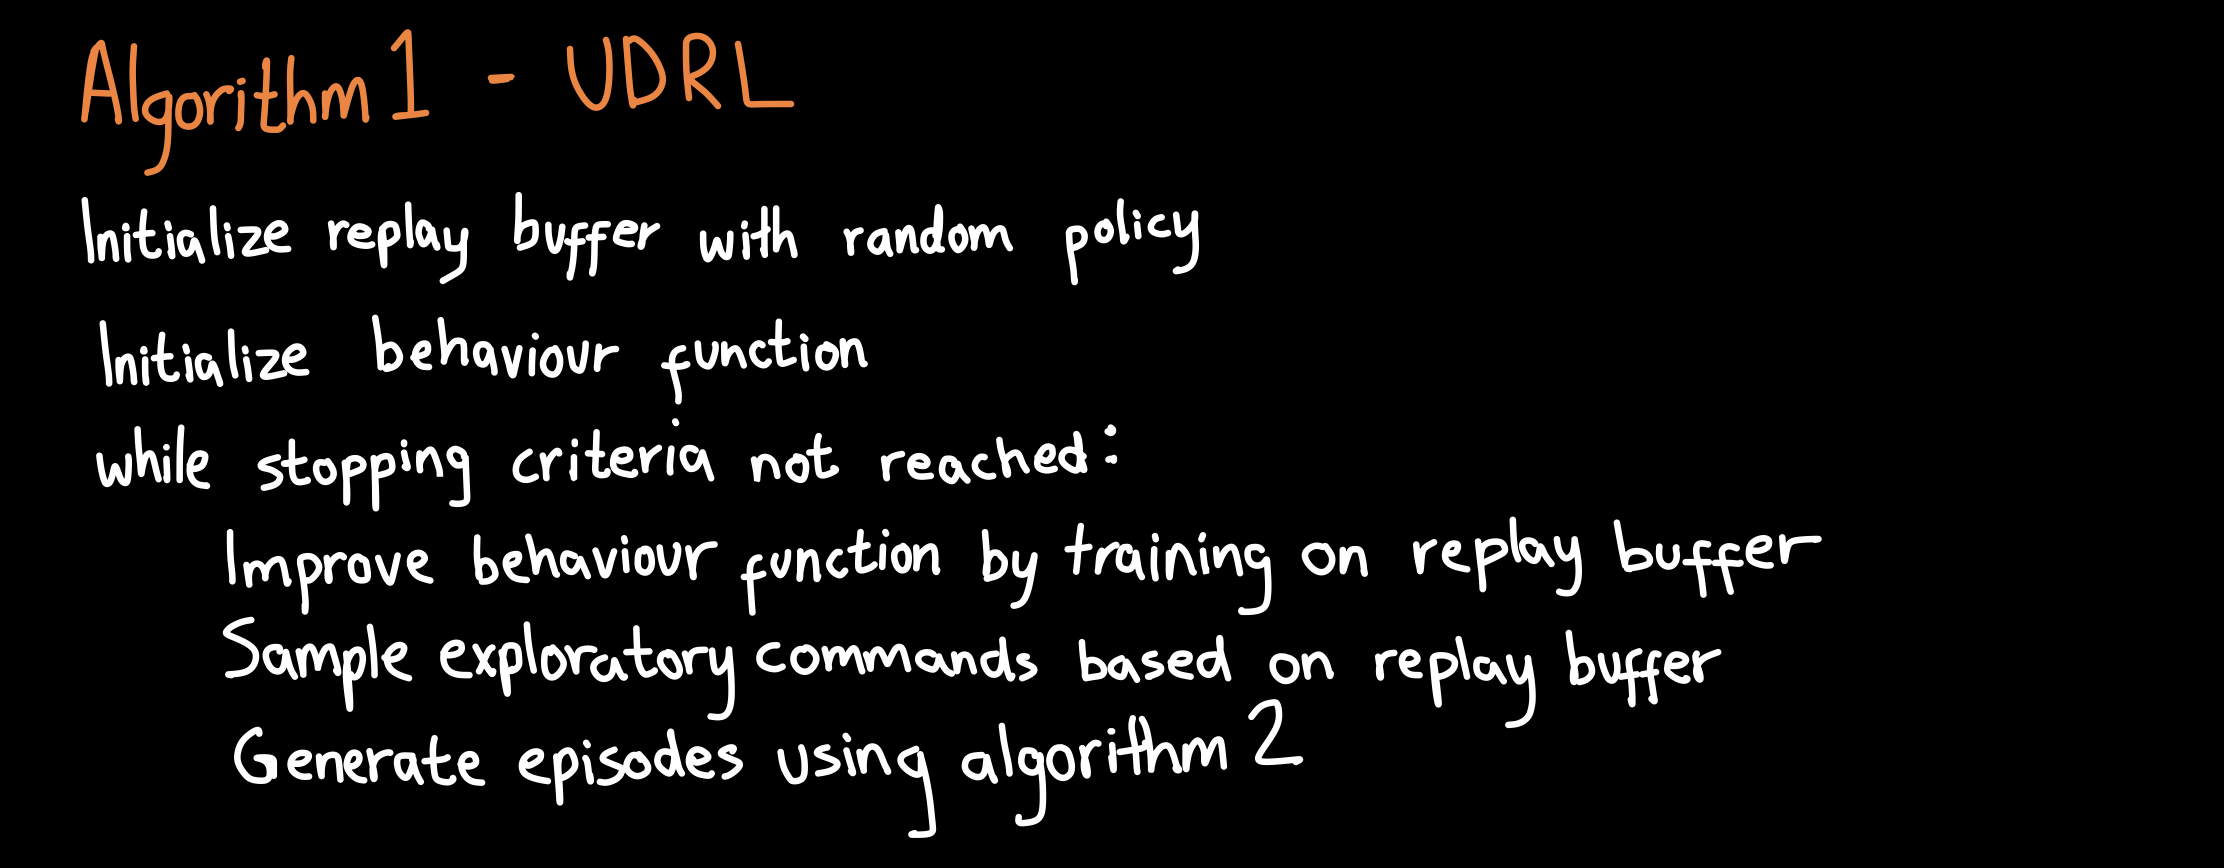 Algorithm 1 - UDRL
Initialize replay buffer with random policy
Initialize behaviour function
while stopping criteria not reached:
Improve behaviour function by training on replay buffer
Sample exploratory commands based on replay buffer
Generate episodes using algorithm 2